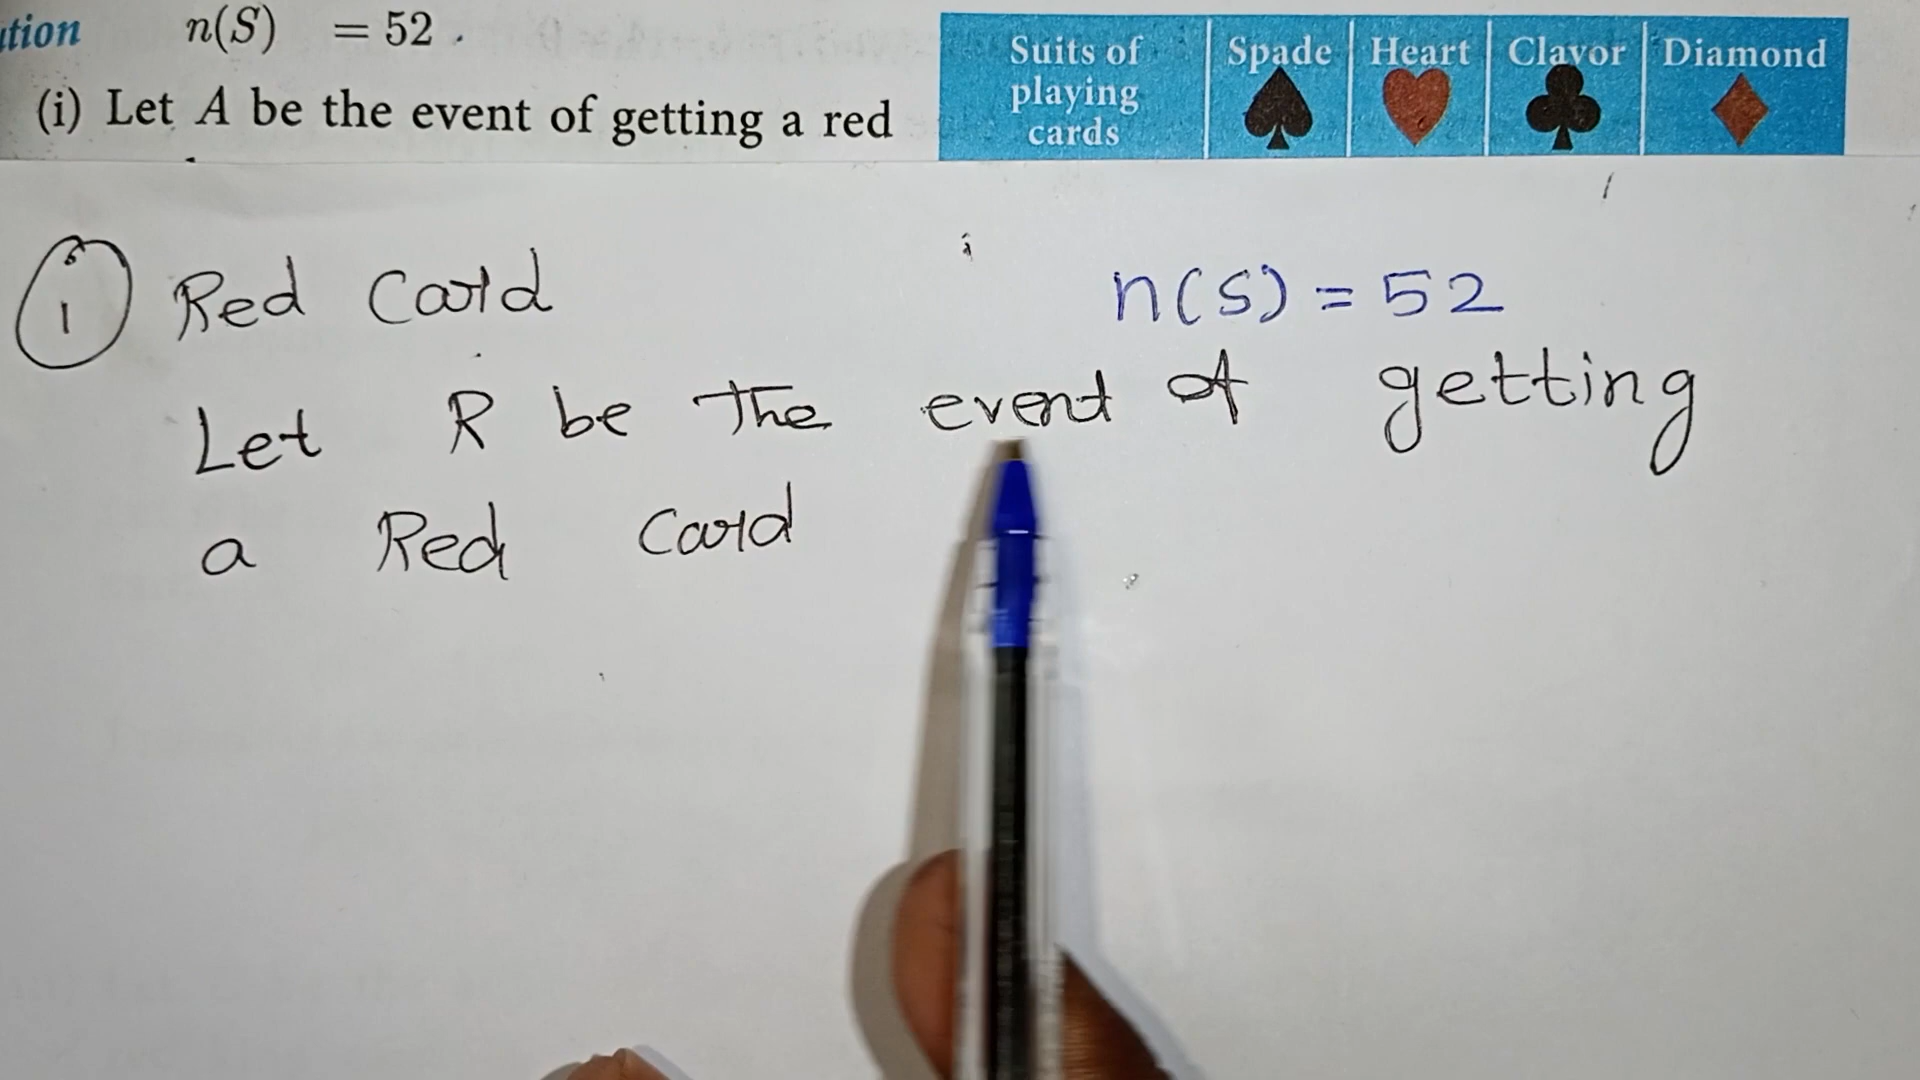 ution n(S) = 52 .
(i) Let A be the event of getting a red
Suits of playing cards Spade Heart Clavor Diamond
1 Red Card
n(S) = 52
Let R be the event of getting
a Red Card